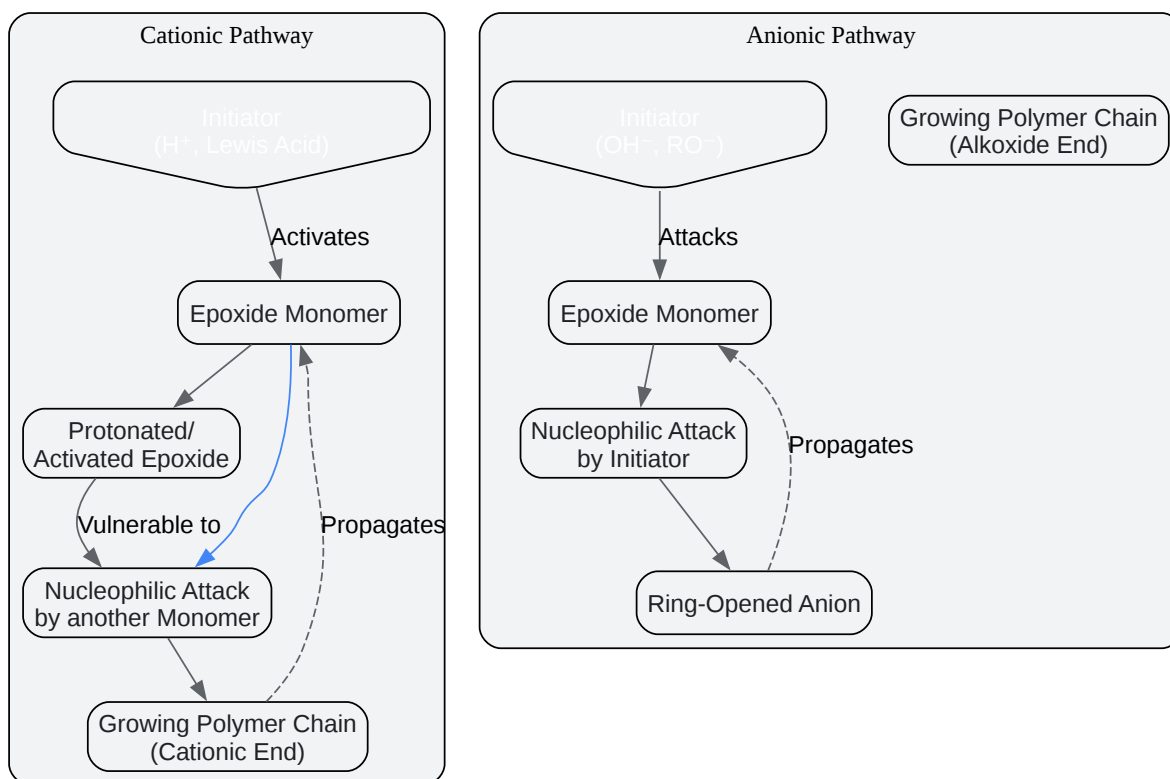 Cationic Pathway
Initiator
(H⁺, Lewis Acid)
Activates
Epoxide Monomer
Protonated/
Activated Epoxide
Vulnerable to
Propagates
Nucleophilic Attack
by another Monomer
Growing Polymer Chain
(Cationic End)
Anionic Pathway
Initiator
(OH⁻, RO⁻)
Growing Polymer Chain
(Alkoxide End)
Attacks
Epoxide Monomer
Nucleophilic Attack
by Initiator
Propagates
Ring-Opened Anion